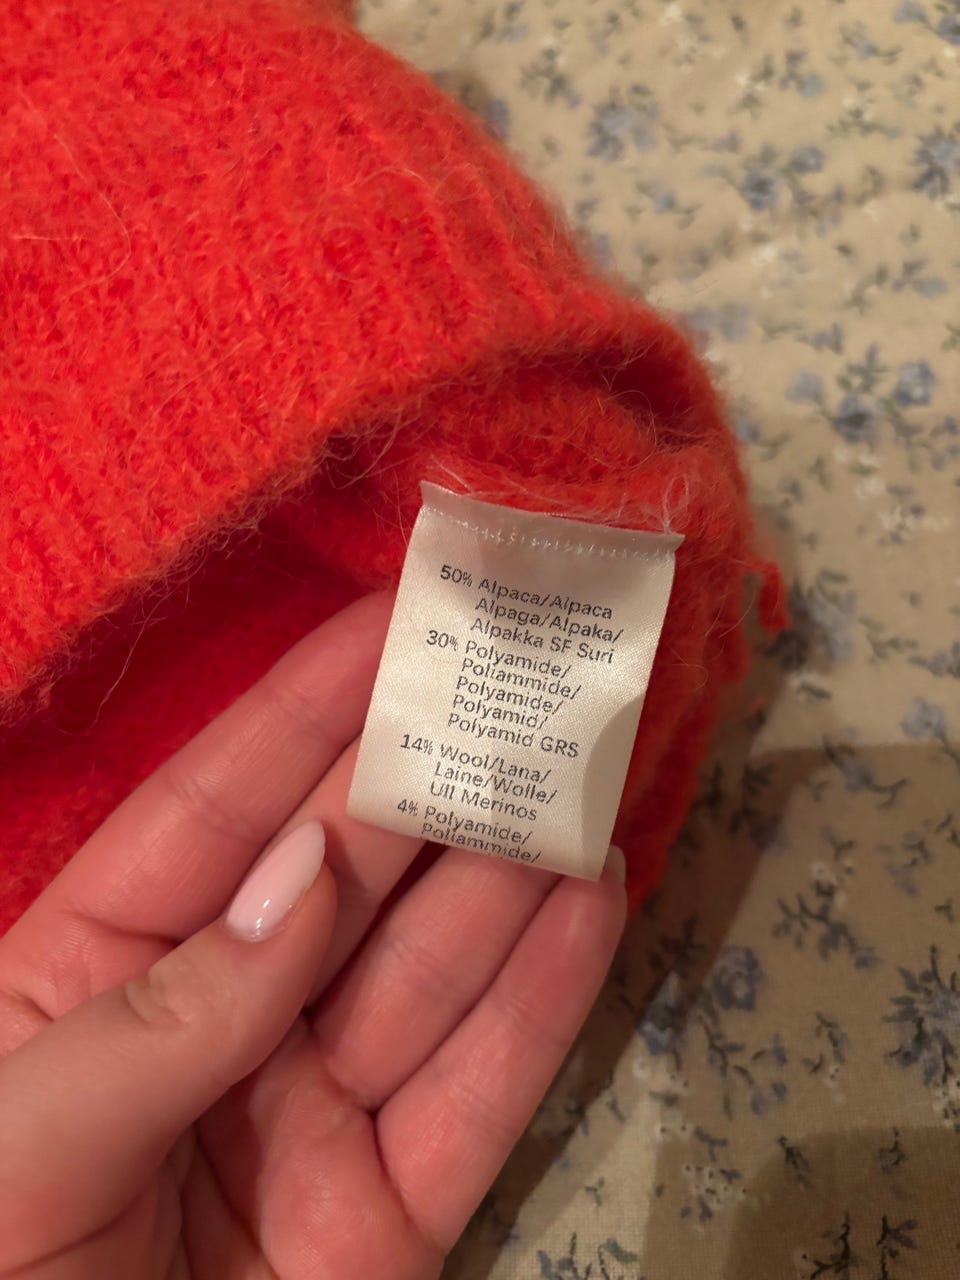 50% Alpaca/Alpaca
Alpaga/Alpaka/
Alpakka SF Suri
30% Polyamide/
Poliammide/
Polyamide/
Polyamid/
Polyamid GRS
14% Wool/Lana/
Laine/Wolle/
Ull Merinos
4% Polyamide/
Poliammide/